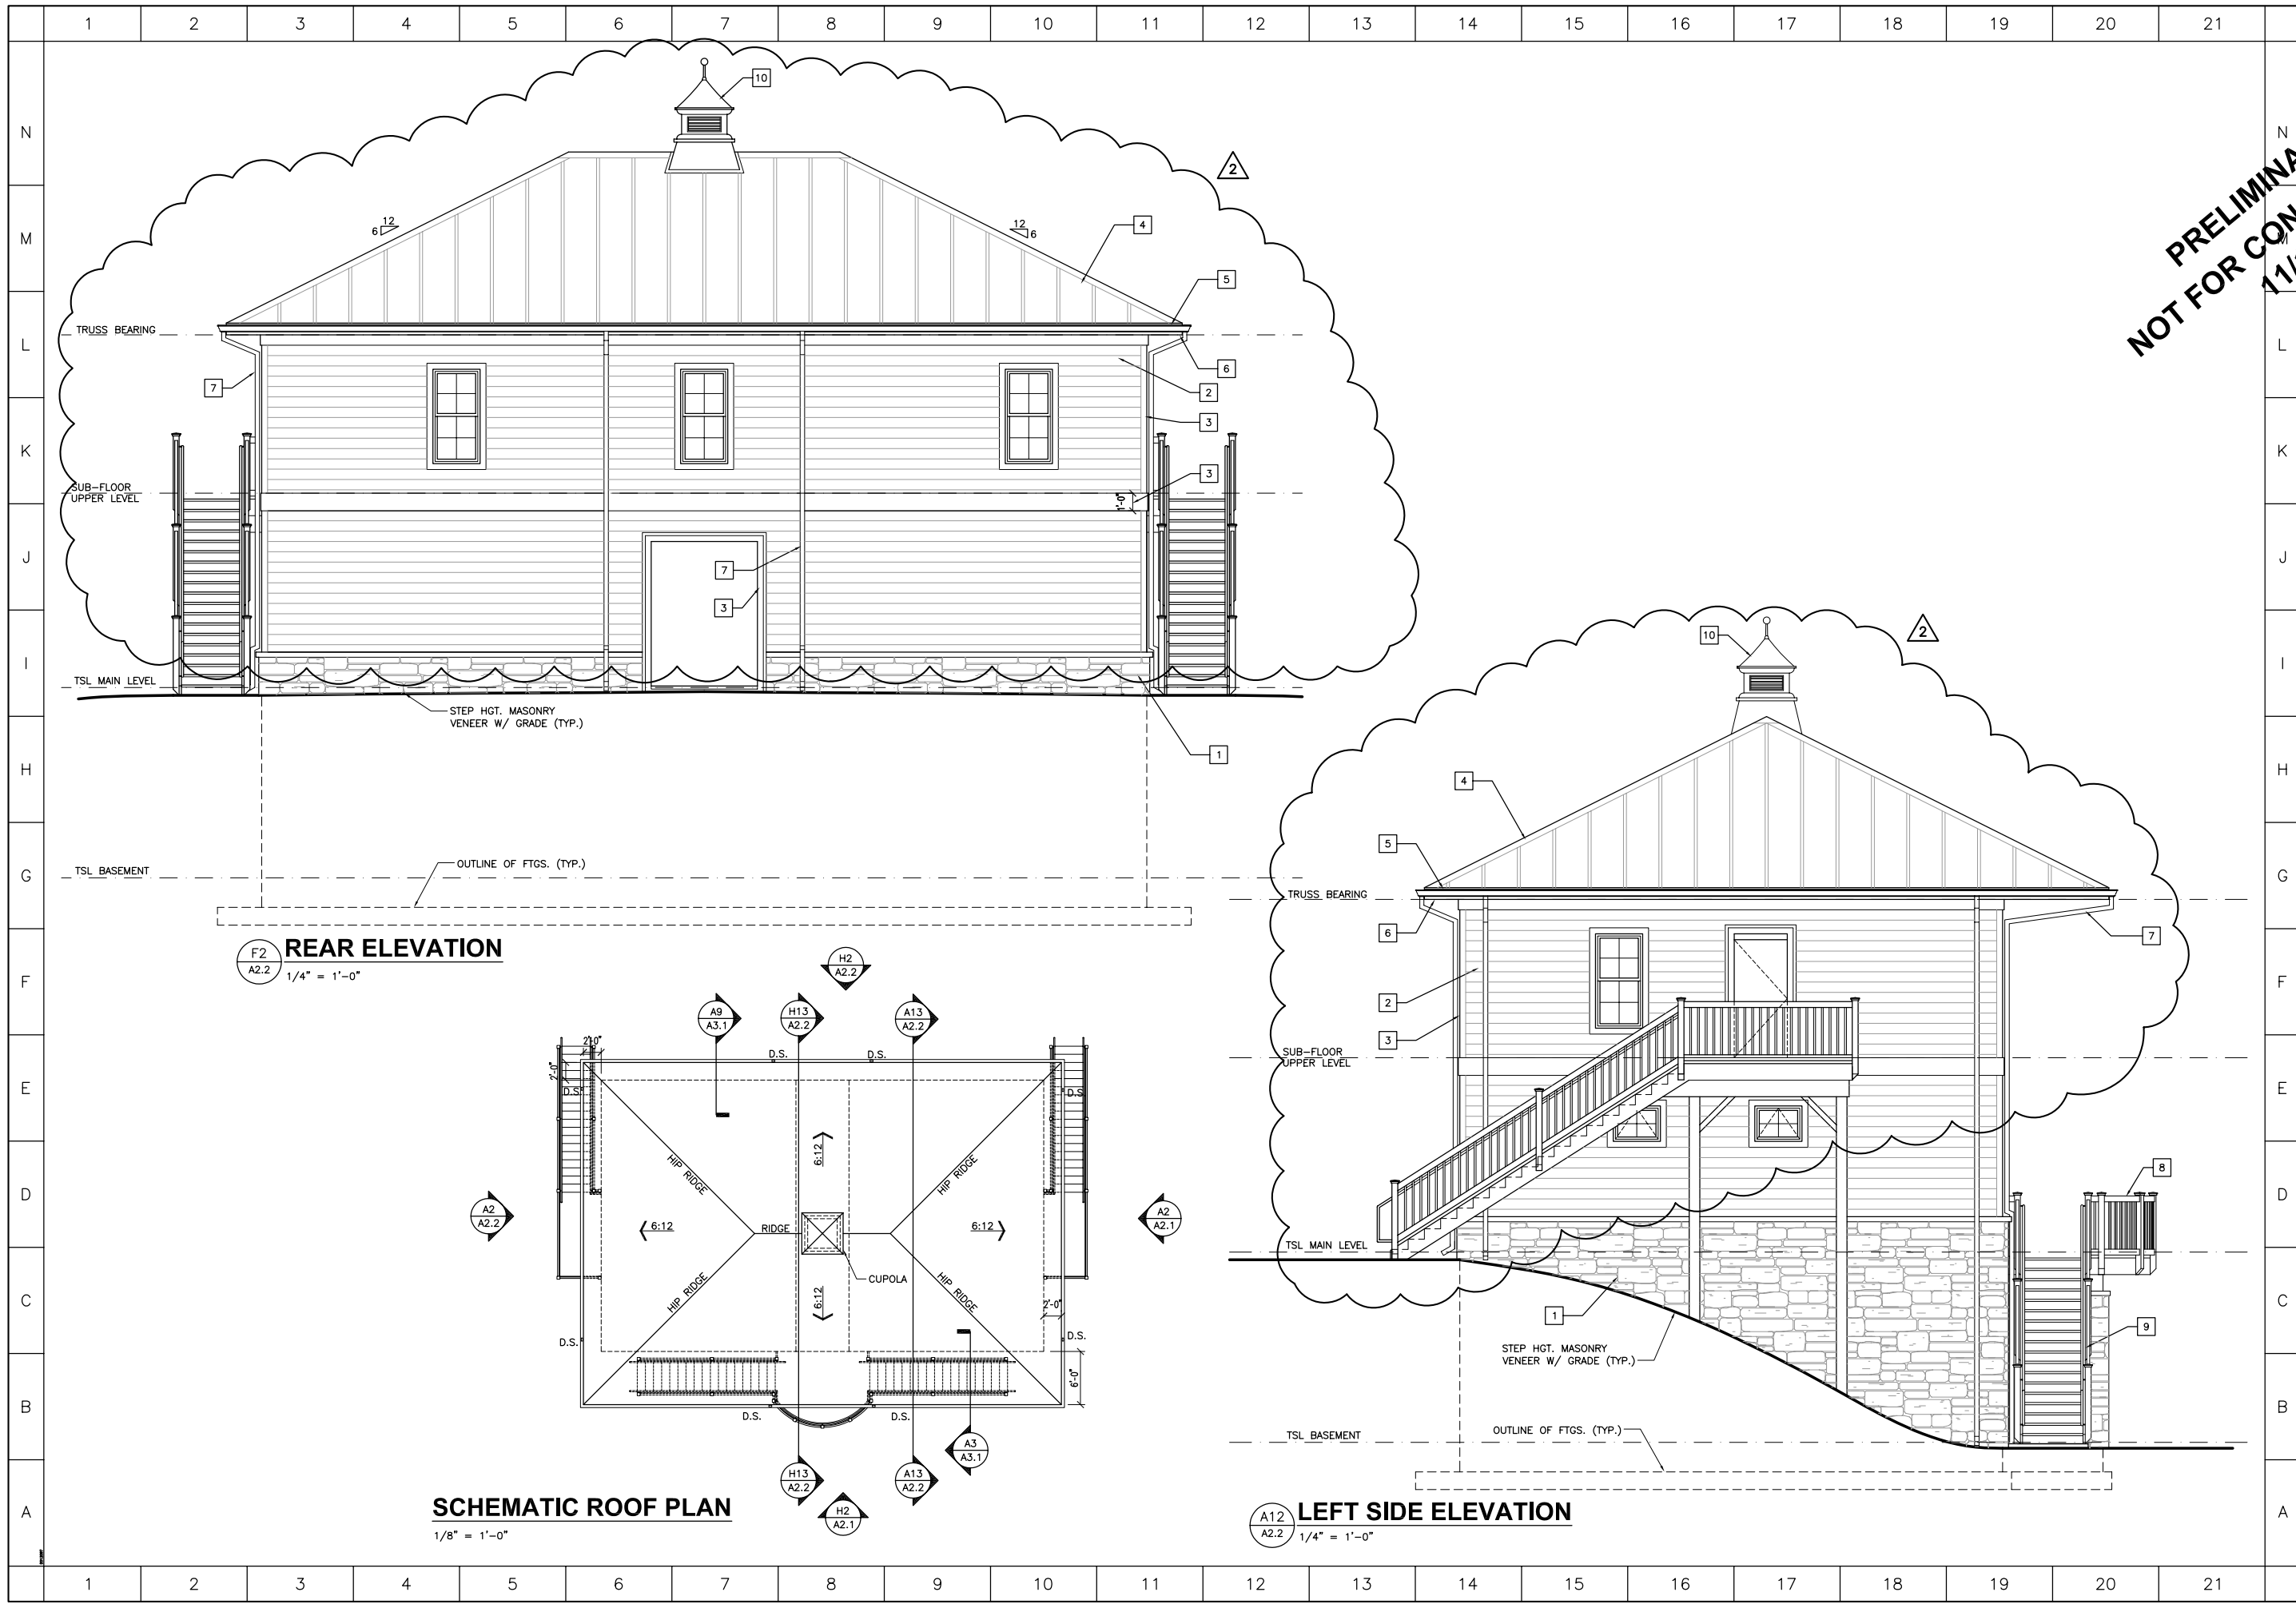 1 2 3 4 5 6 7 8 9 10 11 12 13 14 15 16 17 18 19 20 21
N
M
L
K
J
I
H
G
F
E
D
C
B
A
N
M
L
K
J
I
H
G
F
E
D
C
B
A
10
2
12
6
12
6
4
5
TRUSS BEARING
6
7
2
3
SUB-FLOOR
UPPER LEVEL
3
1'-0"
7
3
TSL MAIN LEVEL
STEP HGT. MASONRY
VENEER W/ GRADE (TYP.)
1
TSL BASEMENT
OUTLINE OF FTGS. (TYP.)
F2
A2.2
REAR ELEVATION
1/4" = 1'-0"
NOT FOR CON
11/
H2
A2.2
A9
A3.1
H13
A2.2
A13
A2.2
2'-0"
2'-0"
D.S.
D.S.
D.S.
D.S.
HIP RIDGE
HIP RIDGE
6:12
A2
A2.2
A2
A2.1
6:12
RIDGE
6:12
CUPOLA
HIP RIDGE
HIP RIDGE
6:12
2'-0"
D.S.
D.S.
6'-0"
D.S.
D.S.
A3
A3.1
H13
A2.2
A13
A2.2
H2
A2.1
SCHEMATIC ROOF PLAN
1/8" = 1'-0"
10
2
4
5
TRUSS BEARING
6
7
2
3
SUB-FLOOR
UPPER LEVEL
8
TSL MAIN LEVEL
1
9
STEP HGT. MASONRY
VENEER W/ GRADE (TYP.)
TSL BASEMENT
OUTLINE OF FTGS. (TYP.)
A12
A2.2
LEFT SIDE ELEVATION
1/4" = 1'-0"
1 2 3 4 5 6 7 8 9 10 11 12 13 14 15 16 17 18 19 20 21